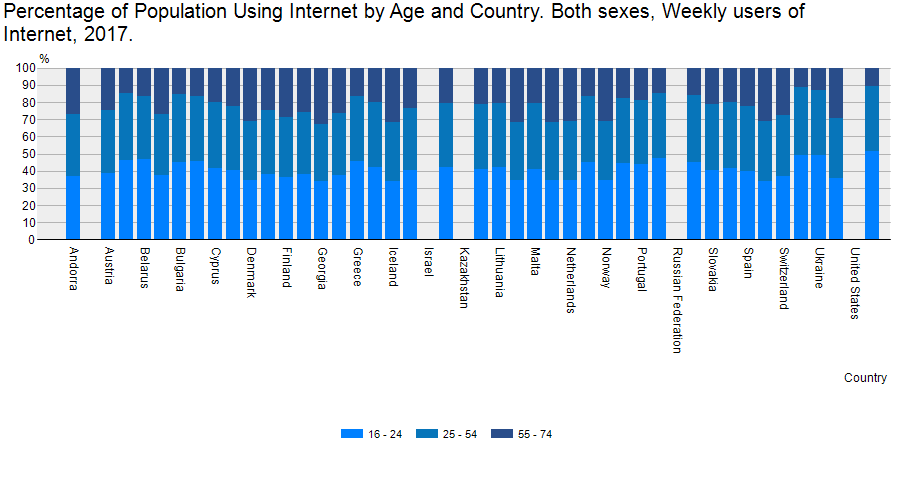 Percentage of Population Using Internet by Age and Country. Both sexes, Weekly users of
Internet, 2017.
%
100
90
80
70
60
50
40
30
20
10
0
Andorra
Austria
Belarus
Bulgaria
Cyprus
Denmark
Finland
Georgia
Greece
Iceland
Israel
Kazakhstan
Lithuania
Malta
Netherlands
Norway
Portugal
Russian Federation
Slovakia
Spain
Switzerland
Ukraine
United States
Country
16 - 24
25 - 54
55 - 74